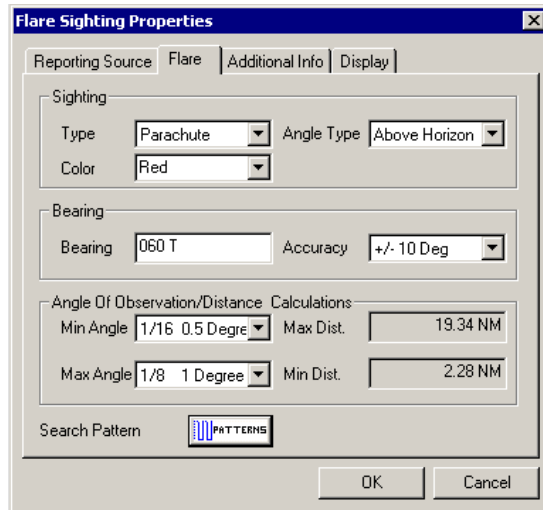 Flare Sighting Properties
Reporting Source Flare Additional Info Display
Sighting
Type Parachute Angle Type Above Horizon
Color Red
Bearing
Bearing 060 T Accuracy +/- 10 Deg
Angle Of Observation/Distance Calculations
Min Angle 1/16 0.5 Degre Max Dist. 19.34 NM
Max Angle 1/8 1 Degree Min Dist. 2.28 NM
Search Pattern PATTERNS
OK Cancel